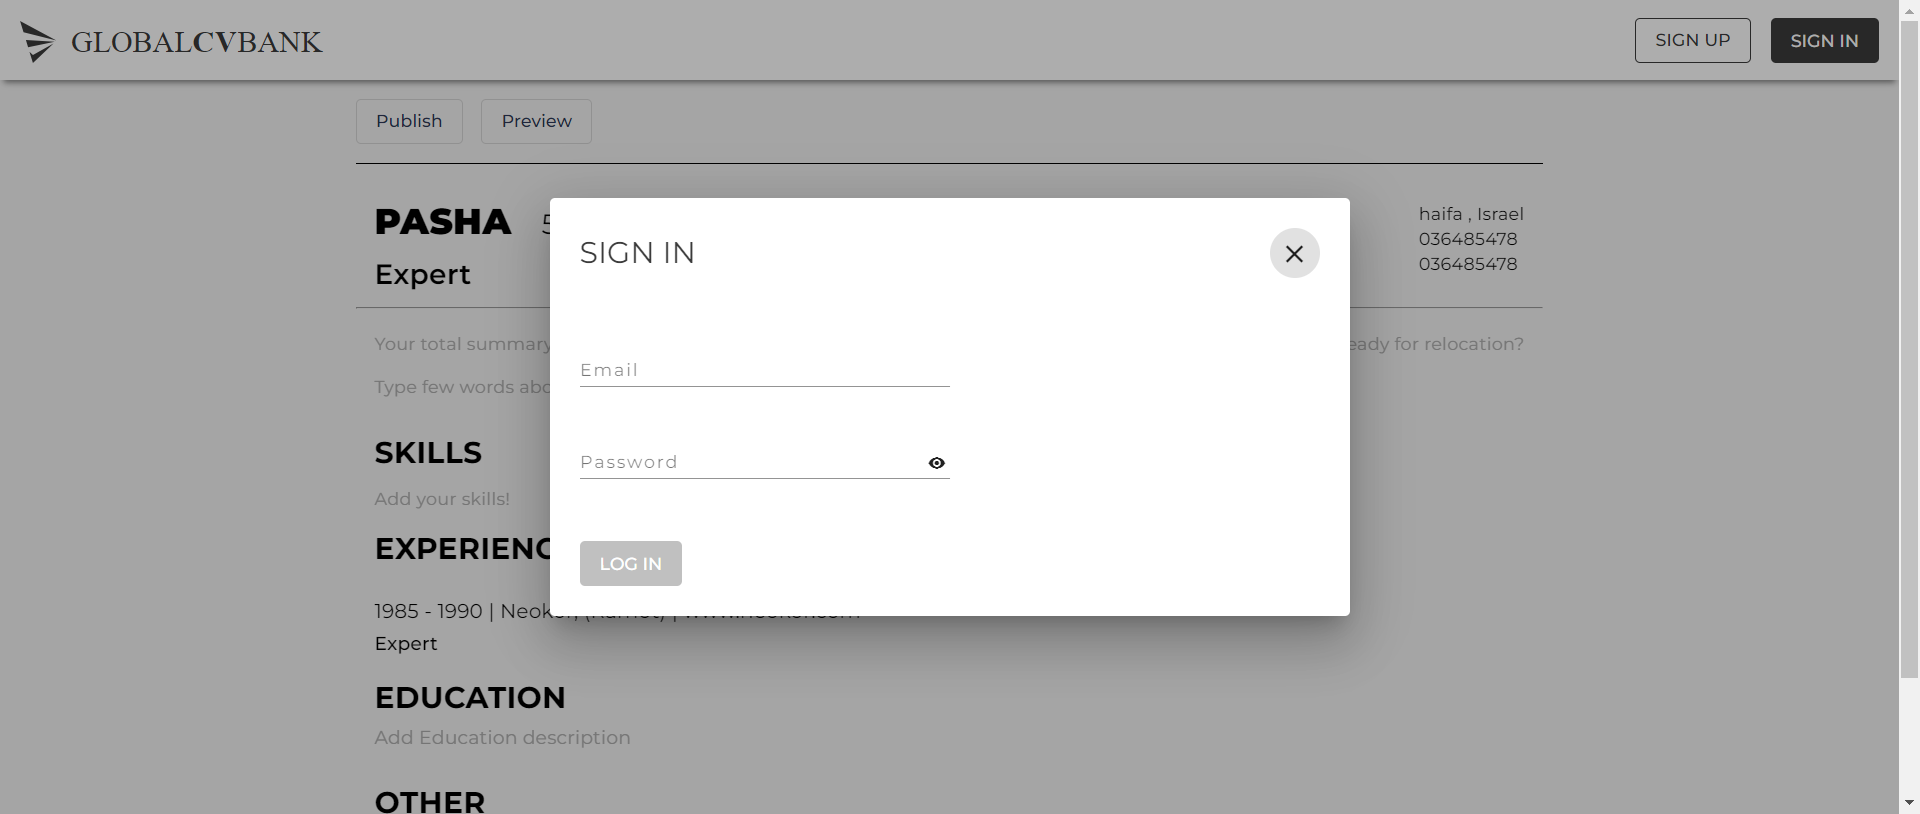 GLOBALCVBANK
SIGN UP
SIGN IN
Publish
Preview
PASHA
5
haifa , Israel
036485478
036485478
Expert
SIGN IN
Your total summary
eady for relocation?
Type few words abo
Email
SKILLS
Password
Add your skills!
EXPERIENC
LOG IN
1985 - 1990 | Neok
Expert
EDUCATION
Add Education description
OTHER